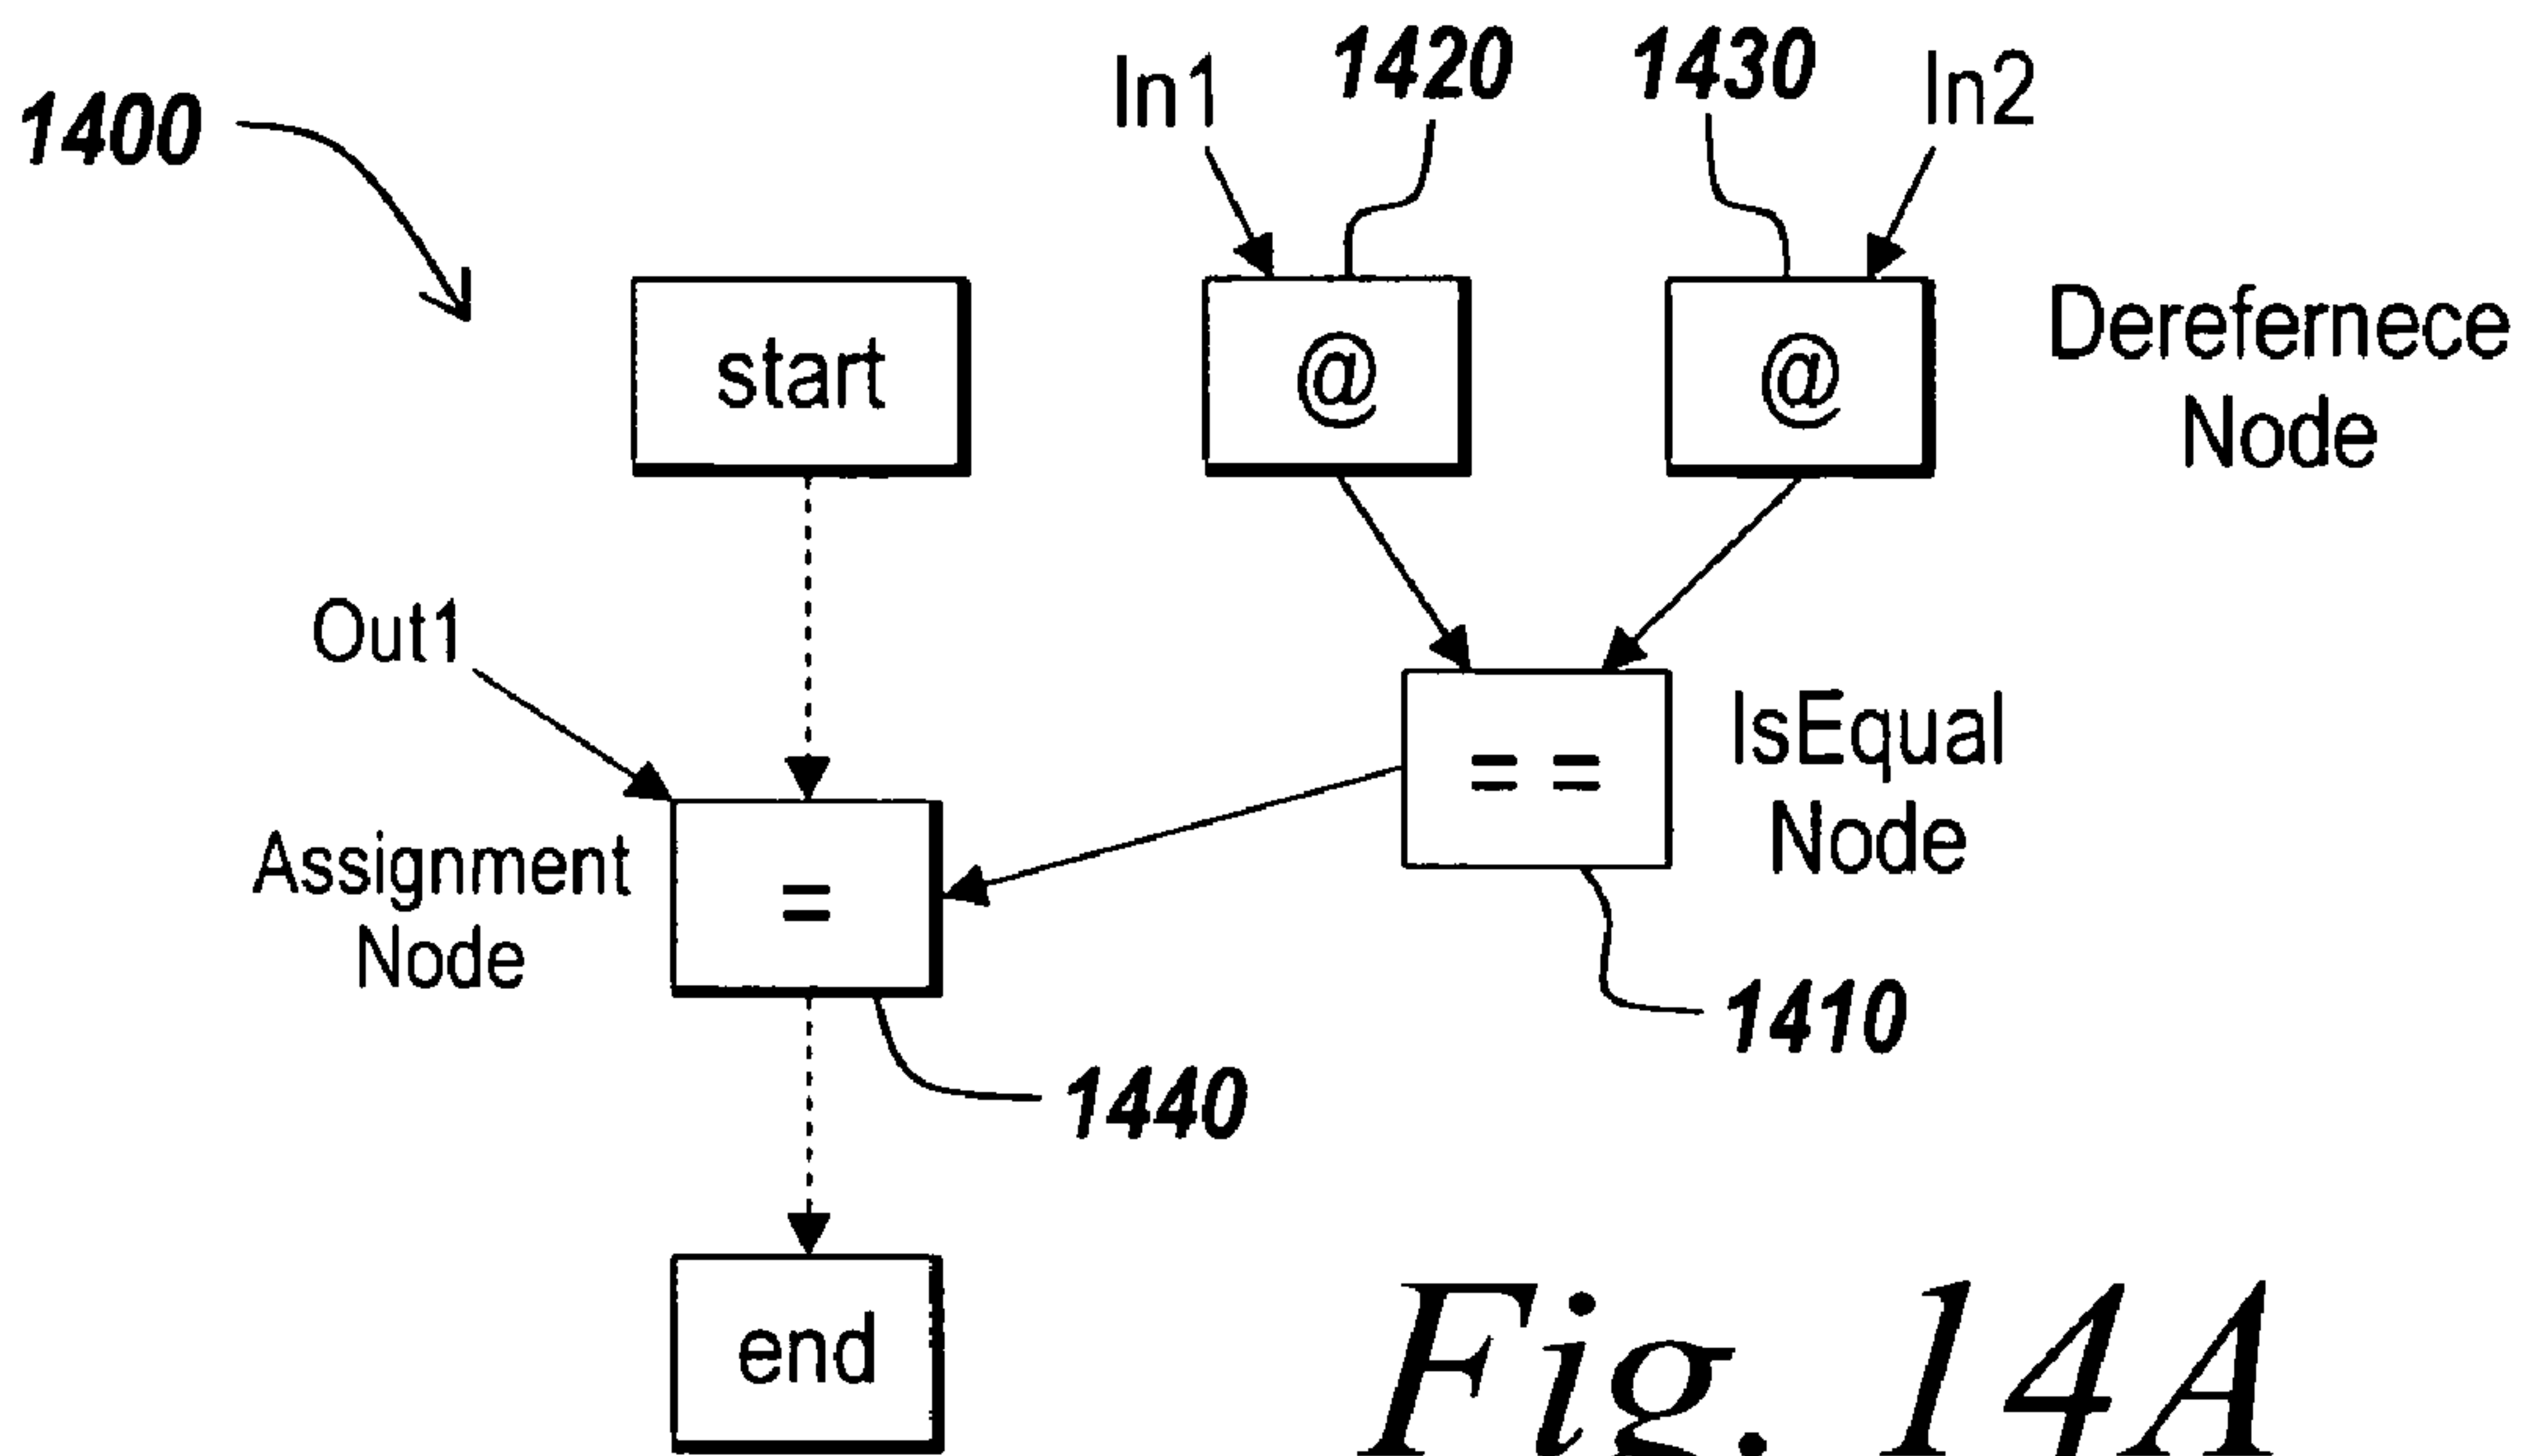 1400
In1
1420
1430
In2
start
@
@
Derefernece
Node
Out1
= =
IsEqual
Node
Assignment
Node
=
1410
1440
end
Fig. 14A